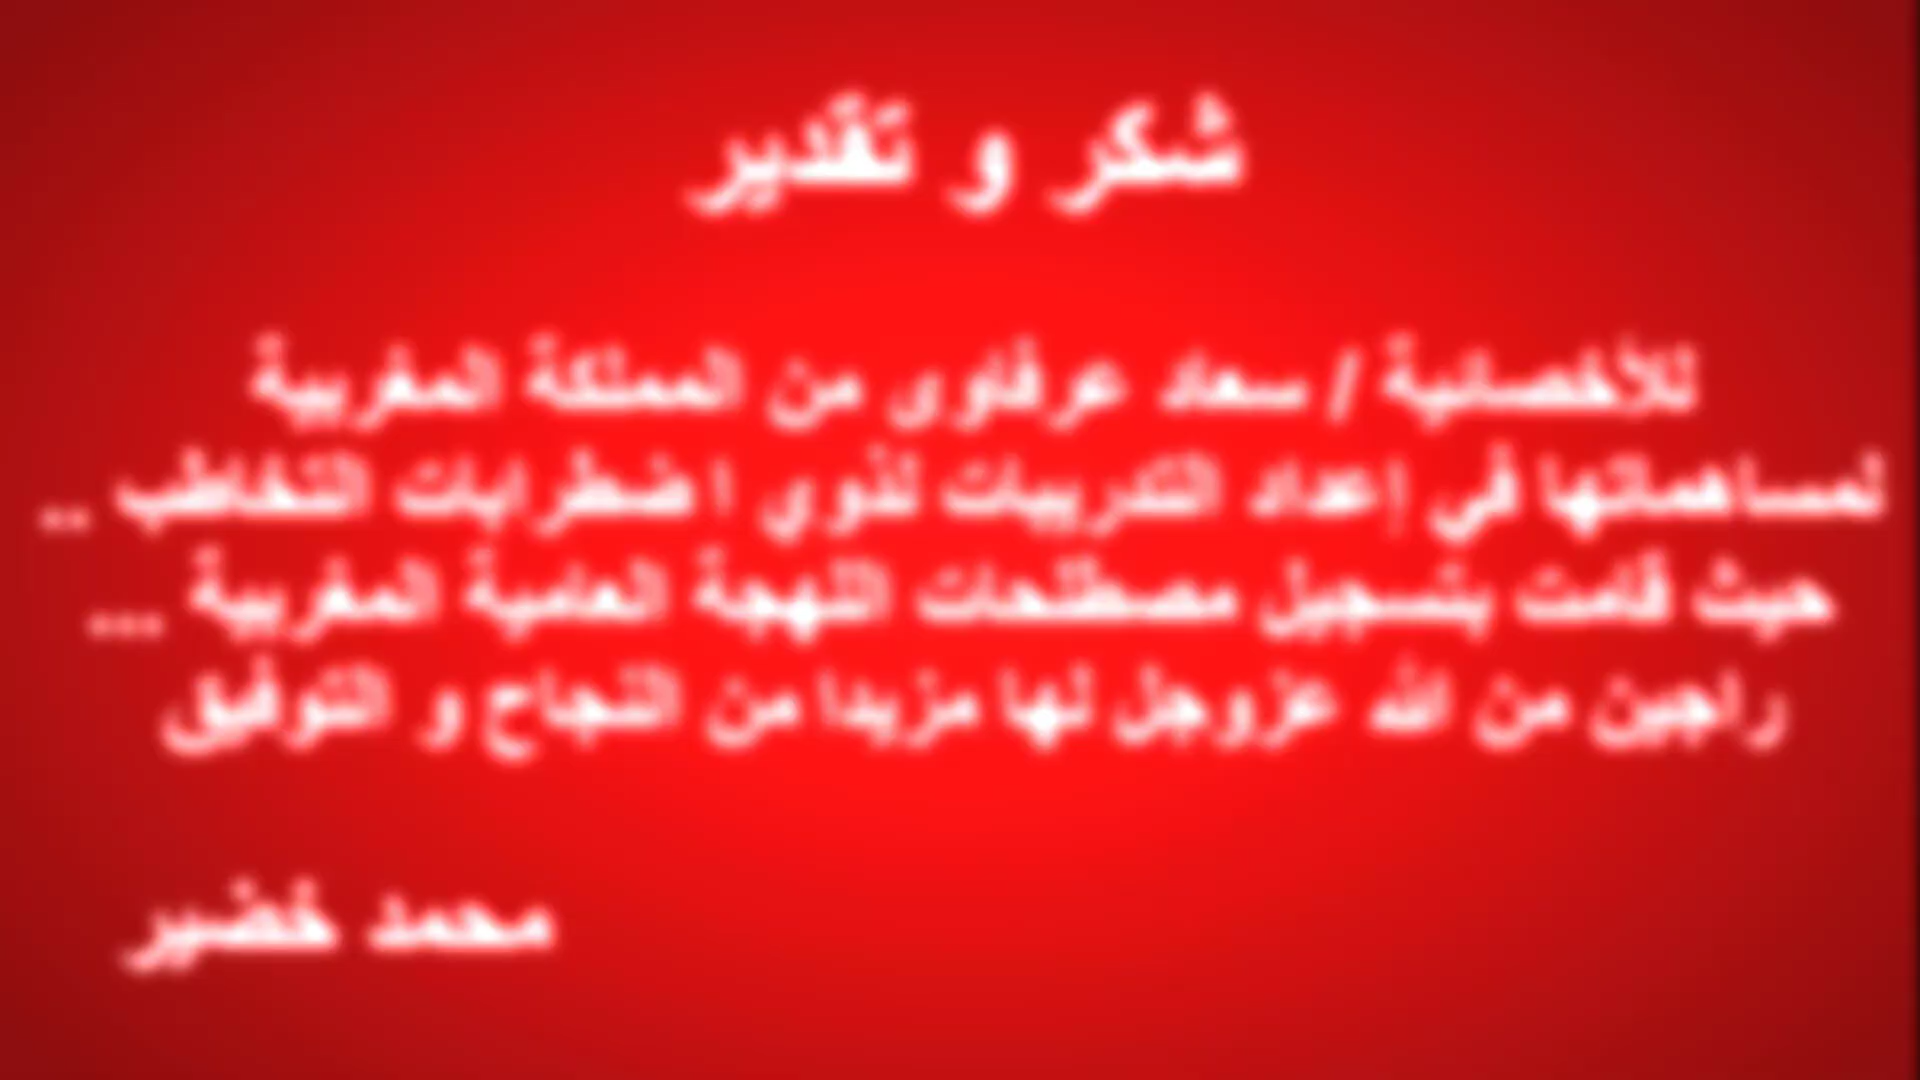 شكر و تقدير
للأخصائية / سعاد عرفاوى من المملكة المغربية
لمساهماتها في إعداد التدريبات لذوي اضطرابات التخاطب ..
حيث قامت بتسجيل مصطلحات اللهجة العامية المغربية ...
راجين من الله عزوجل لها مزيدا من النجاح و التوفيق
محمد خضير